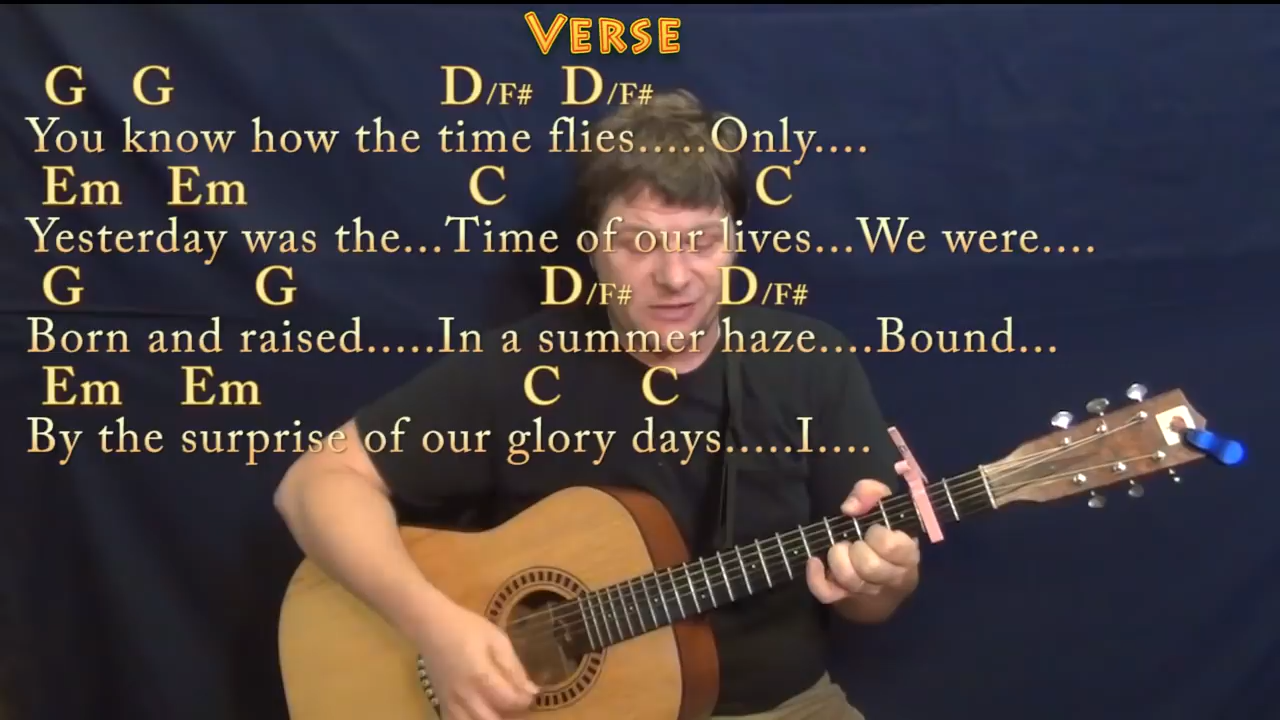 VERSE
G G D/F# D/F#
You know how the time flies.....Only....
Em Em C C
Yesterday was the...Time of our lives...We were....
G G D/F# D/F#
Born and raised.....In a summer haze....Bound...
Em Em C C
By the surprise of our glory days.....I....